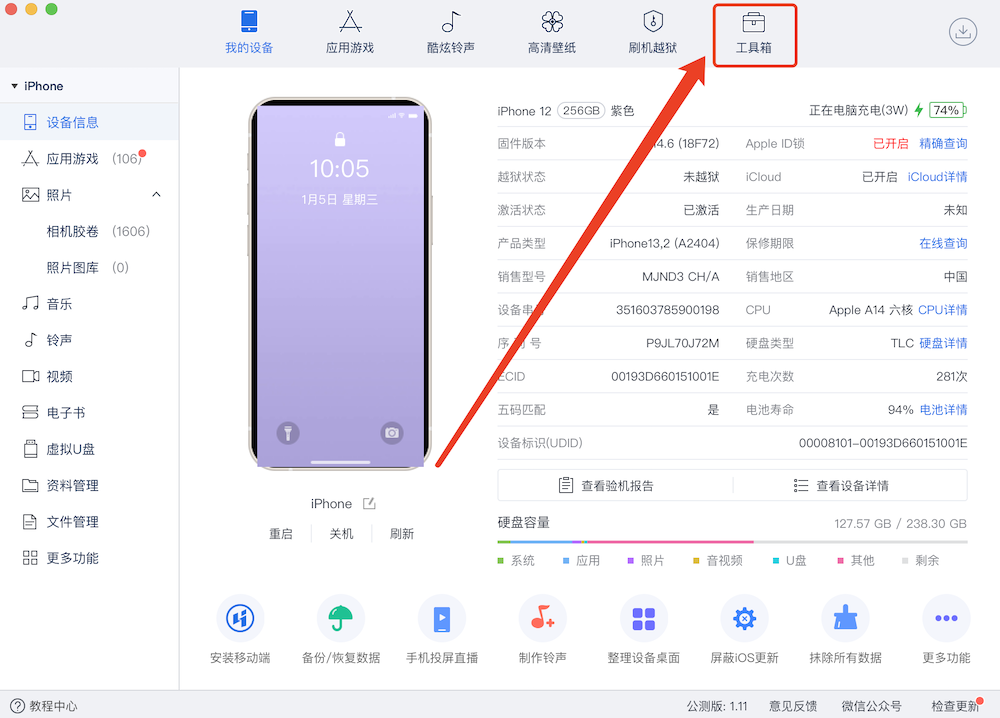 我的设备 应用游戏 酷炫铃声 高清壁纸 刷机越狱 工具箱
iPhone
设备信息
应用游戏 (106)
照片
相机胶卷 (1606)
照片图库 (0)
音乐
铃声
视频
电子书
虚拟U盘
资料管理
文件管理
更多功能
10:05
1月5日 星期三
iPhone
重启 关机 刷新
iPhone 12 256GB 紫色 正在电脑充电(3W) 74%
固件版本 14.6 (18F72) Apple ID锁 已开启 精确查询
越狱状态 未越狱 iCloud 已开启 iCloud详情
激活状态 已激活 生产日期 未知
产品类型 iPhone13,2 (A2404) 保修期限 在线查询
销售型号 MJND3 CH/A 销售地区 中国
设备串号 351603785900198 CPU Apple A14 六核 CPU详情
序列号 P9JL70J72M 硬盘类型 TLC 硬盘详情
ECID 00193D660151001E 充电次数 281次
五码匹配 是 电池寿命 94% 电池详情
设备标识(UDID) 00008101-00193D660151001E
查看验机报告 查看设备详情
硬盘容量 127.57 GB / 238.30 GB
系统 应用 照片 音视频 U盘 其他 剩余
安装移动端 备份/恢复数据 手机投屏直播 制作铃声 整理设备桌面 屏蔽iOS更新 抹除所有数据 更多功能
教程中心 公测版: 1.11 意见反馈 微信公众号 检查更新